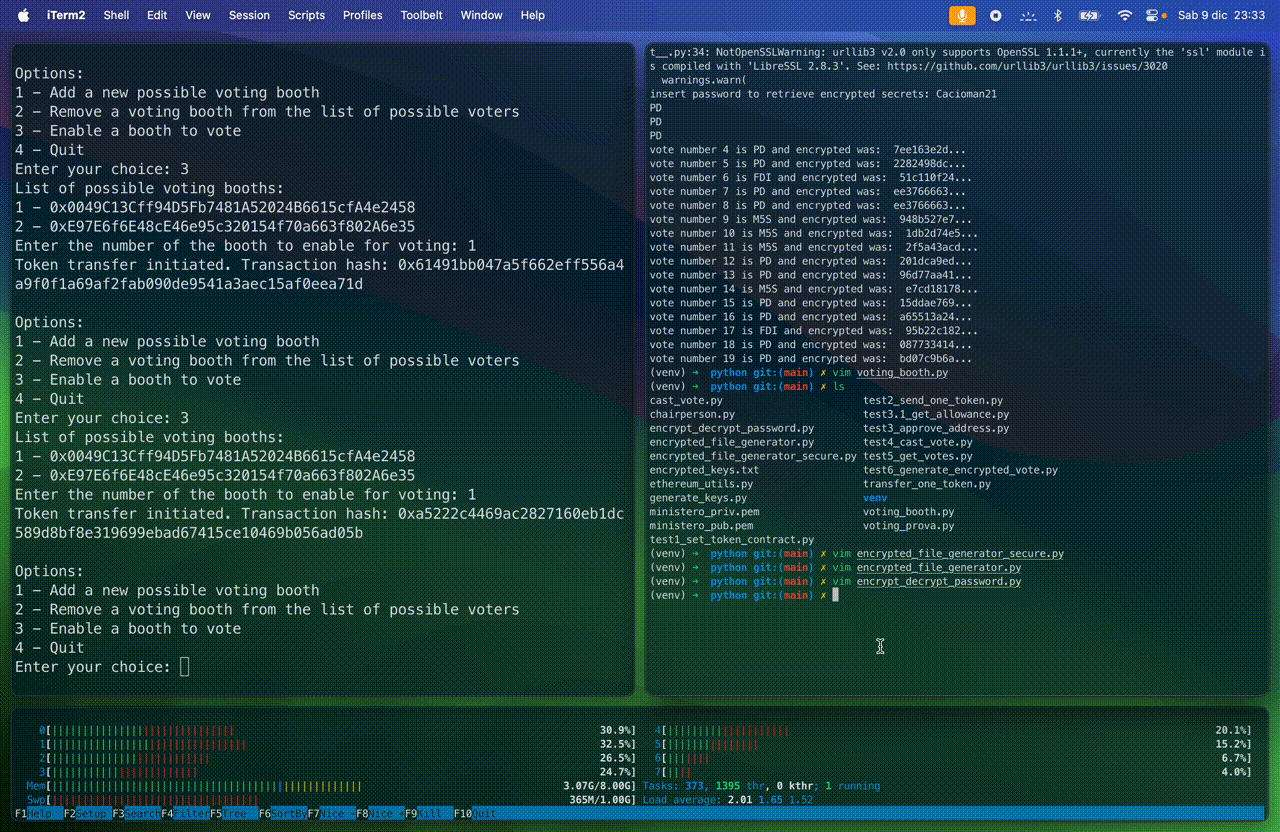 iTerm2 Shell Edit View Session Scripts Profiles Toolbelt Window Help Sab 9 dic 23:33
Options:
1 – Add a new possible voting booth
2 – Remove a voting booth from the list of possible voters
3 – Enable a booth to vote
4 – Quit
Enter your choice: 3
List of possible voting booths:
1 – 0x0049C13Cff94D5Fb7481A52024B6615cfA4e2458
2 – 0xE97E6f6E48cE46e95c320154f70a663f802A6e35
Enter the number of the booth to enable for voting: 1
Token transfer initiated. Transaction hash: 0x61491bb047a5f662eff556a4
a9f0f1a69af2fab090de9541a3aec15af0eea71d
Options:
1 – Add a new possible voting booth
2 – Remove a voting booth from the list of possible voters
3 – Enable a booth to vote
4 – Quit
Enter your choice: 3
List of possible voting booths:
1 – 0x0049C13Cff94D5Fb7481A52024B6615cfA4e2458
2 – 0xE97E6f6E48cE46e95c320154f70a663f802A6e35
Enter the number of the booth to enable for voting: 1
Token transfer initiated. Transaction hash: 0xa5222c4469ac2827160eb1dc
589d8bf8e319699ebad67415ce10469b056ad05b
Options:
1 – Add a new possible voting booth
2 – Remove a voting booth from the list of possible voters
3 – Enable a booth to vote
4 – Quit
Enter your choice:
t__.py:34: NotOpenSSLWarning: urllib3 v2.0 only supports OpenSSL 1.1.1+, currently the 'ssl' module i
s compiled with 'LibreSSL 2.8.3'. See: https://github.com/urllib3/urllib3/issues/3020
warnings.warn(
insert password to retrieve encrypted secrets: Cacioman21
PD
PD
PD
vote number 4 is PD and encrypted was:  7ee163e2d...
vote number 5 is PD and encrypted was:  2282498dc...
vote number 6 is FDI and encrypted was:  51c110f24...
vote number 7 is PD and encrypted was:  ee3766663...
vote number 8 is PD and encrypted was:  ee3766663...
vote number 9 is M5S and encrypted was:  948b527e7...
vote number 10 is M5S and encrypted was:  1db2d74e5...
vote number 11 is M5S and encrypted was:  2f5a43acd...
vote number 12 is PD and encrypted was:  201dca9ed...
vote number 13 is PD and encrypted was:  96d77aa41...
vote number 14 is M5S and encrypted was:  e7cd18178...
vote number 15 is PD and encrypted was:  15ddae769...
vote number 16 is PD and encrypted was:  a65513a24...
vote number 17 is FDI and encrypted was:  95b22c182...
vote number 18 is PD and encrypted was:  087733414...
vote number 19 is PD and encrypted was:  bd07c9b6a...
(venv) → python git:(main) ✗ vim voting_booth.py
(venv) → python git:(main) ✗ ls
cast_vote.py test2_send_one_token.py
chairperson.py test3.1_get_allowance.py
encrypt_decrypt_password.py test3_approve_address.py
encrypted_file_generator.py test4_cast_vote.py
encrypted_file_generator_secure.py test5_get_votes.py
encrypted_keys.txt test6_generate_encrypted_vote.py
ethereum_utils.py transfer_one_token.py
generate_keys.py venv
ministero_priv.pem voting_booth.py
ministero_pub.pem voting_prova.py
test1_set_token_contract.py
(venv) → python git:(main) ✗ vim encrypted_file_generator_secure.py
(venv) → python git:(main) ✗ vim encrypted_file_generator.py
(venv) → python git:(main) ✗ vim encrypt_decrypt_password.py
(venv) → python git:(main) ✗
0[ 30.9%] 4[ 20.1%]
1[ 32.5%] 5[ 15.2%]
2[ 26.5%] 6[ 6.7%]
3[ 24.7%] 7[ 4.0%]
Mem[ 3.07G/8.00G] Tasks: 373, 1395 thr, 0 kthr; 1 running
Swp[ 365M/1.00G] Load average: 2.01 1.65 1.52
F1Help F2Setup F3SearchF4FilterF5Tree F6SortByF7Nice -F8Nice +F9Kill F10Quit